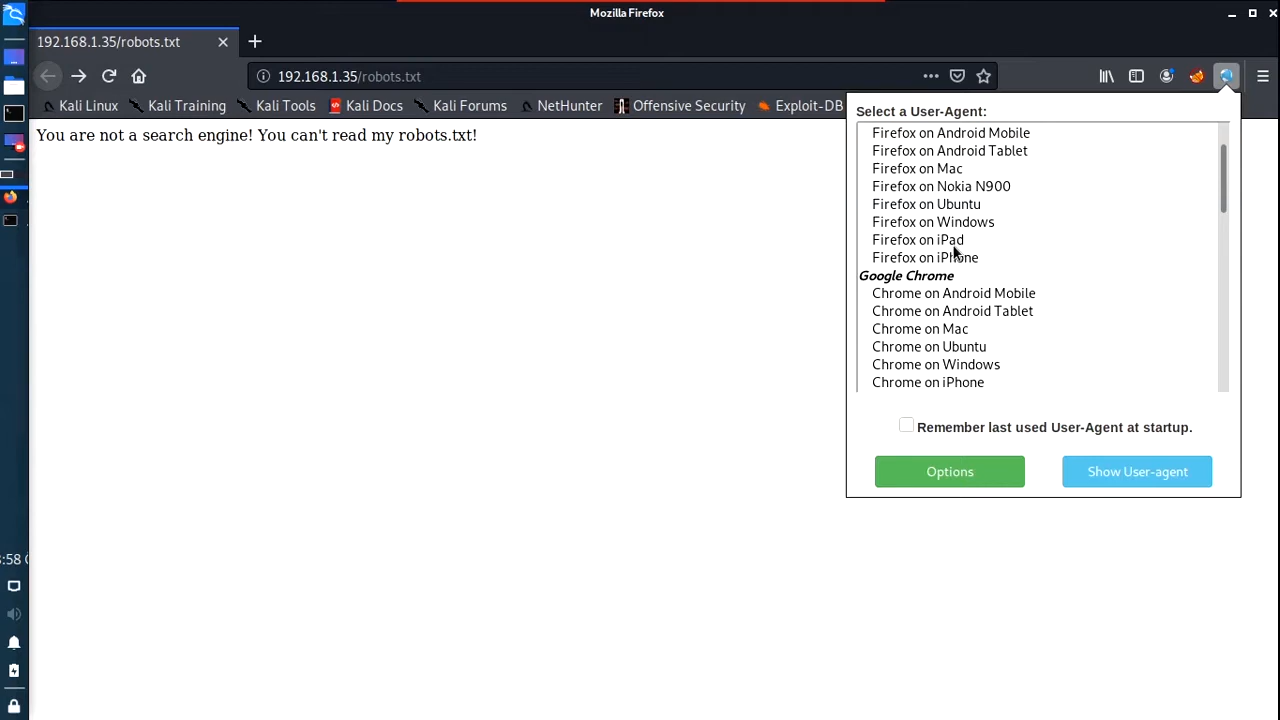 Mozilla Firefox
192.168.1.35/robots.txt
192.168.1.35/robots.txt
Kali Linux Kali Training Kali Tools Kali Docs Kali Forums NetHunter Offensive Security Exploit-DB
You are not a search engine! You can't read my robots.txt!
Select a User-Agent:
Firefox on Android Mobile
Firefox on Android Tablet
Firefox on Mac
Firefox on Nokia N900
Firefox on Ubuntu
Firefox on Windows
Firefox on iPad
Firefox on iPhone
Google Chrome
Chrome on Android Mobile
Chrome on Android Tablet
Chrome on Mac
Chrome on Ubuntu
Chrome on Windows
Chrome on iPhone
Remember last used User-Agent at startup.
Options Show User-agent
:58